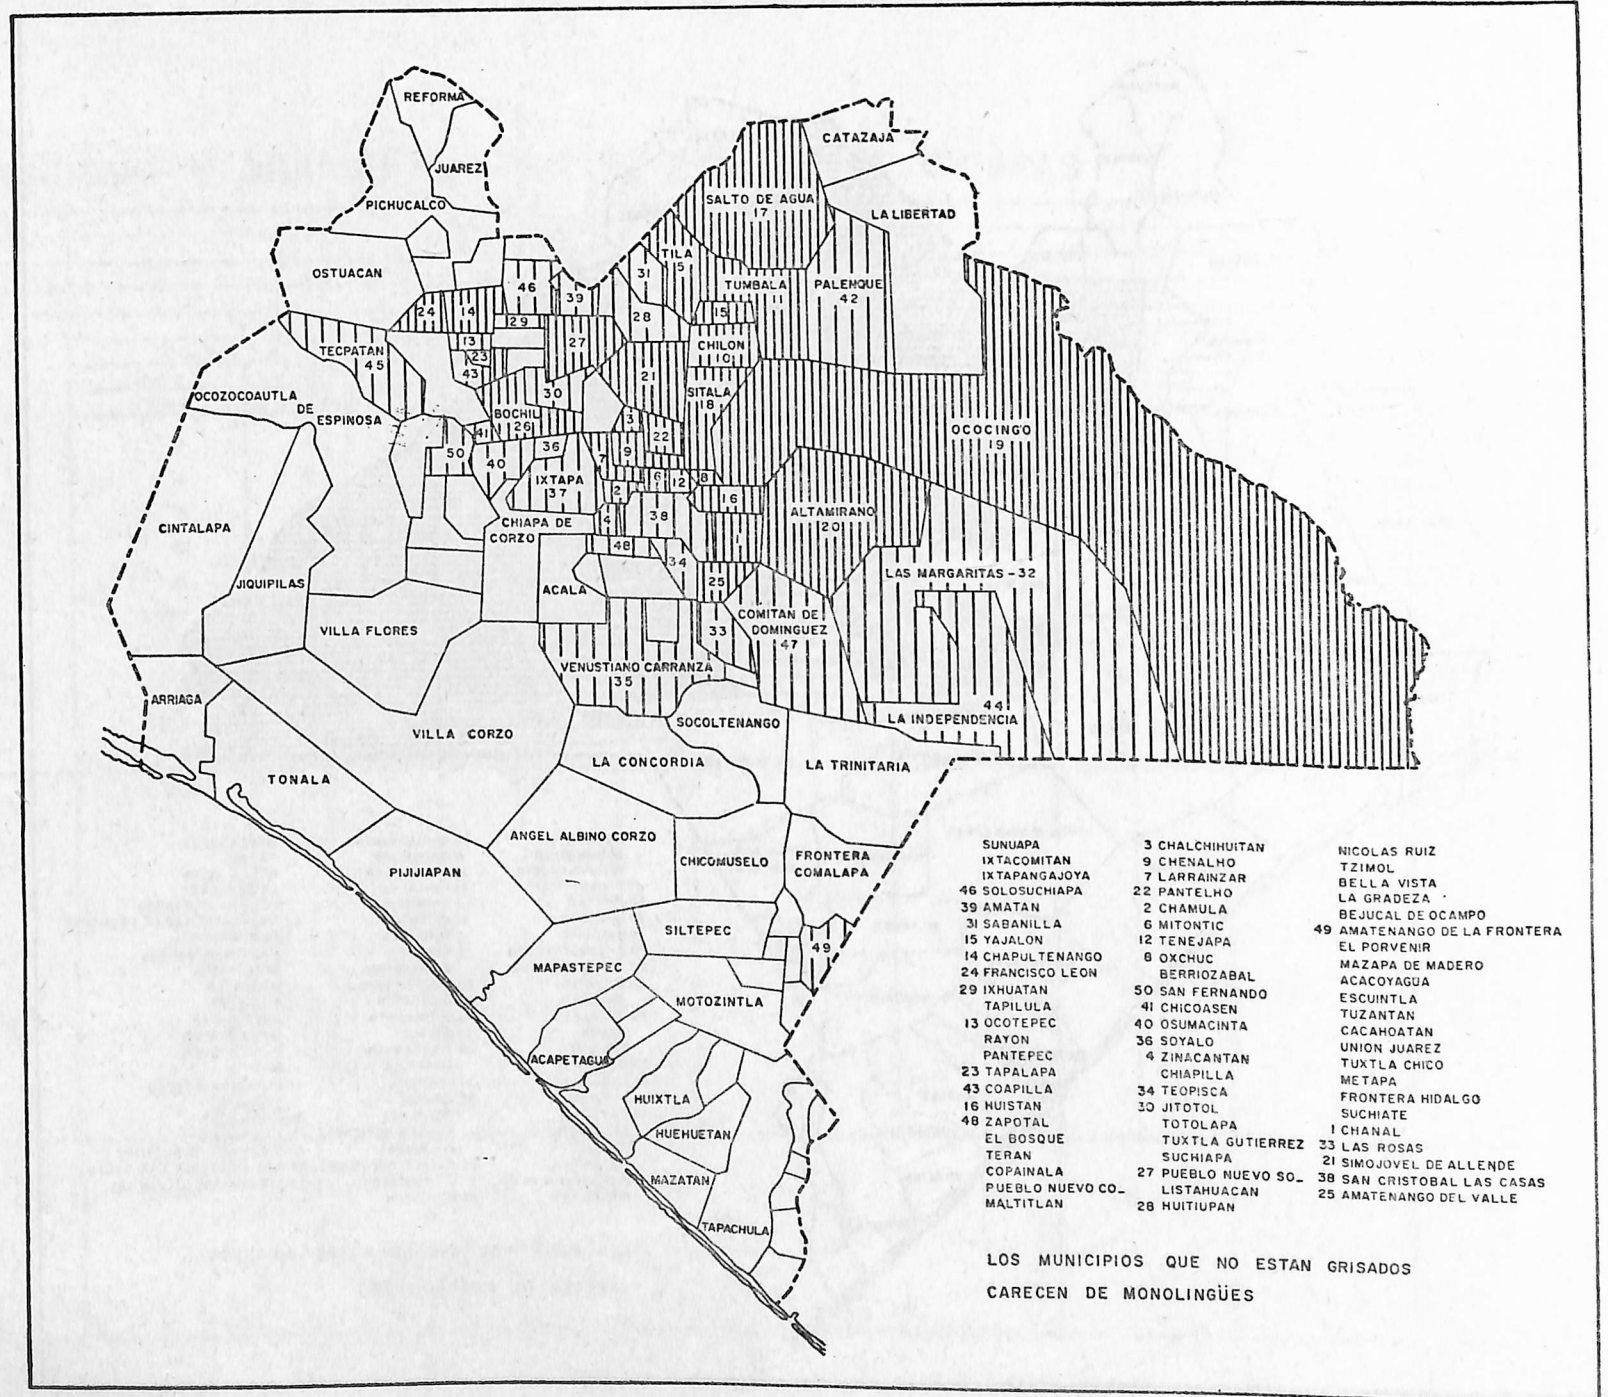 REFORMA
JUAREZ
PICHUCALCO
CATAZAJA
SALTO DE AGUA
17
LA LIBERTAD
OSTUACAN
TILA
5
31
46
39
TUMBALA
11
PALENQUE
42
24
14
29
28
15
13
23
43
27
CHILON
10
TECPATAN
45
21
30
SITALA
18
OCOZOCOAUTLA
DE
ESPINOSA
BOCHIL
26
3
41
22
OCOCINGO
19
50
40
36
7
9
IXTAPA
37
2
6
12
8
16
CINTALAPA
CHIAPA DE
CORZO
4
38
1
ALTAMIRANO
20
48
34
JIQUIPILAS
ACALA
25
LAS MARGARITAS - 32
VILLA FLORES
33
COMITAN DE
DOMINGUEZ
47
VENUSTIANO CARRANZA
35
ARRIAGA
44
LA INDEPENDENCIA
VILLA CORZO
SOCOLTENANGO
TONALA
LA CONCORDIA
LA TRINITARIA
ANGEL ALBINO CORZO
CHICOMUSELO
FRONTERA
COMALAPA
PIJIJIAPAN
SILTEPEC
49
MAPASTEPEC
MOTOZINTLA
ACAPETAGUA
HUIXTLA
HUEHUETAN
MAZATAN
TAPACHULA
SUNUAPA
IXTACOMITAN
IXTAPANGAJOYA
46 SOLOSUCHIAPA
39 AMATAN
31 SABANILLA
15 YAJALON
14 CHAPULTENANGO
24 FRANCISCO LEON
29 IXHUATAN
TAPILULA
13 OCOTEPEC
RAYON
PANTEPEC
23 TAPALAPA
43 COAPILLA
16 HUISTAN
48 ZAPOTAL
EL BOSQUE
TERAN
COPAINALA
PUEBLO NUEVO CO_
MALTITLAN
3 CHALCHIHUITAN
9 CHENALHO
7 LARRAINZAR
22 PANTELHO
2 CHAMULA
6 MITONTIC
12 TENEJAPA
8 OXCHUC
BERRIOZABAL
50 SAN FERNANDO
41 CHICOASEN
40 OSUMACINTA
36 SOYALO
4 ZINACANTAN
CHIAPILLA
34 TEOPISCA
30 JITOTOL
TOTOLAPA
TUXTLA GUTIERREZ
SUCHIAPA
27 PUEBLO NUEVO SO_
LISTAHUACAN
28 HUITIUPAN
NICOLAS RUIZ
TZIMOL
BELLA VISTA
LA GRADEZA
BEJUCAL DE OCAMPO
49 AMATENANGO DE LA FRONTERA
EL PORVENIR
MAZAPA DE MADERO
ACACOYAGUA
ESCUINTLA
TUZANTAN
CACAHOATAN
UNION JUAREZ
TUXTLA CHICO
METAPA
FRONTERA HIDALGO
SUCHIATE
1 CHANAL
33 LAS ROSAS
21 SIMOJOVEL DE ALLENDE
38 SAN CRISTOBAL LAS CASAS
25 AMATENANGO DEL VALLE
LOS MUNICIPIOS QUE NO ESTAN GRISADOS
CARECEN DE MONOLINGÜES